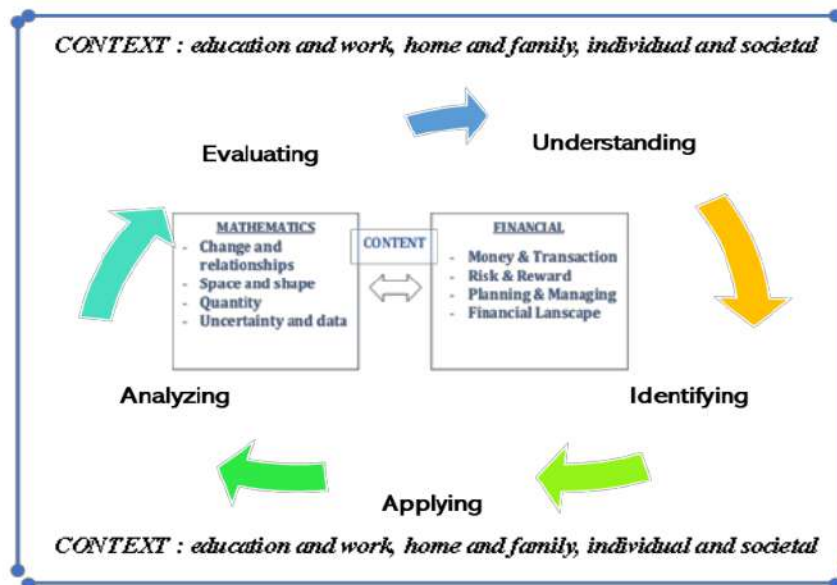 CONTEXT : education and work, home and family, individual and societal
Evaluating
Understanding
MATHEMATICS
- Change and
relationships
- Space and shape
- Quantity
- Uncertainty and data
CONTENT
FINANCIAL
- Money & Transaction
- Risk & Reward
- Planning & Managing
- Financial Lanscape
Analyzing
Identifying
Applying
CONTEXT : education and work, home and family, individual and societal